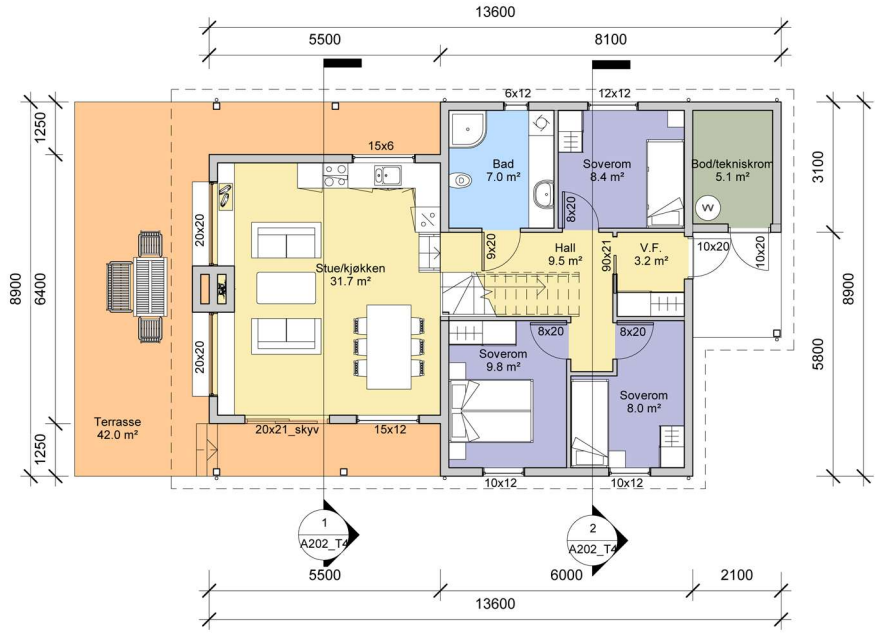 13600
5500
8100
6x12
12x12
1250
15x6
Bad
7.0 m²
Soverom
8.4 m²
Bod/tekniskrom
5.1 m²
3100
VV
8x20
20x20
9x20
Hall
9.5 m²
90x21
V.F.
3.2 m²
10x20
10x20
Stue/kjøkken
31.7 m²
8900
6400
8900
8x20
8x20
20x20
Soverom
9.8 m²
5800
Soverom
8.0 m²
Terrasse
42.0 m²
20x21_skyv
15x12
1250
10x12
10x12
1
A202_T4
2
A202_T4
5500
6000
2100
13600